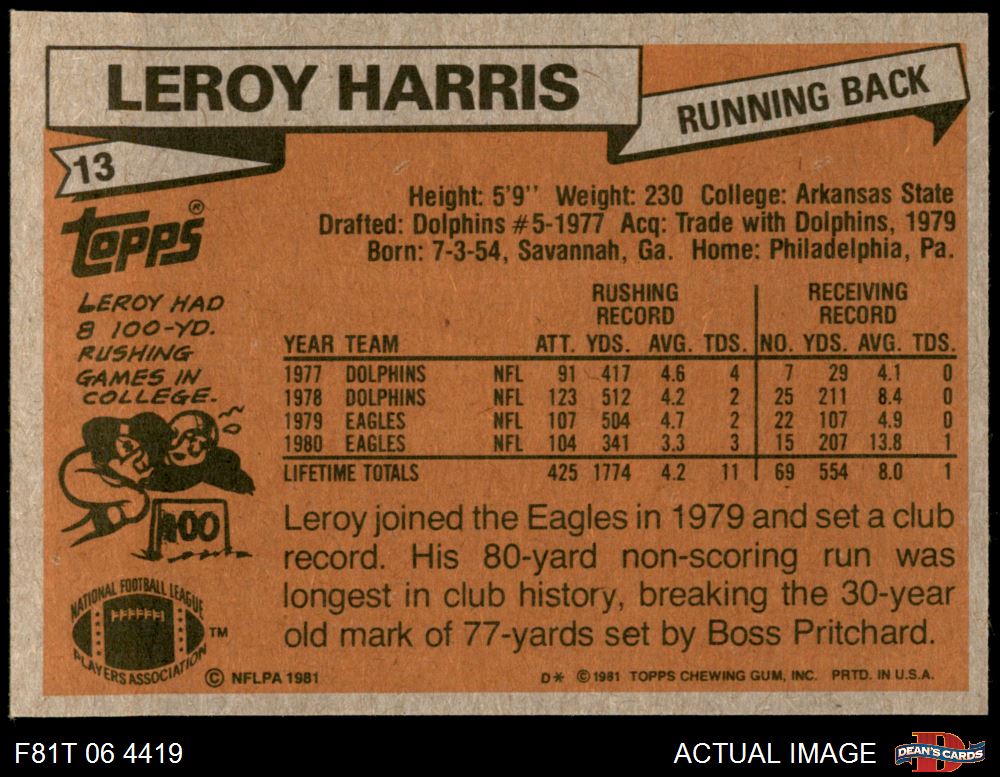 LEROY HARRIS
RUNNING BACK
13
topps®
Height: 5'9'' Weight: 230 College: Arkansas State
Drafted: Dolphins #5-1977 Acq: Trade with Dolphins, 1979
Born: 7-3-54, Savannah, Ga. Home: Philadelphia, Pa.
LEROY HAD
8 100-YD.
RUSHING
GAMES IN
COLLEGE.
100
RUSHING RECEIVING
RECORD RECORD
YEAR TEAM ATT. YDS. AVG. TDS. NO. YDS. AVG. TDS.
1977 DOLPHINS NFL 91 417 4.6 4 7 29 4.1 0
1978 DOLPHINS NFL 123 512 4.2 2 25 211 8.4 0
1979 EAGLES NFL 107 504 4.7 2 22 107 4.9 0
1980 EAGLES NFL 104 341 3.3 3 15 207 13.8 1
LIFETIME TOTALS 425 1774 4.2 11 69 554 8.0 1
Leroy joined the Eagles in 1979 and set a club
record. His 80-yard non-scoring run was
longest in club history, breaking the 30-year
old mark of 77-yards set by Boss Pritchard.
NATIONAL FOOTBALL LEAGUE
PLAYERS ASSOCIATION
TM
© NFLPA 1981
D* © 1981 TOPPS CHEWING GUM, INC. PRTD. IN U.S.A.
F81T 06 4419
ACTUAL IMAGE
D
DEAN'S CARDS